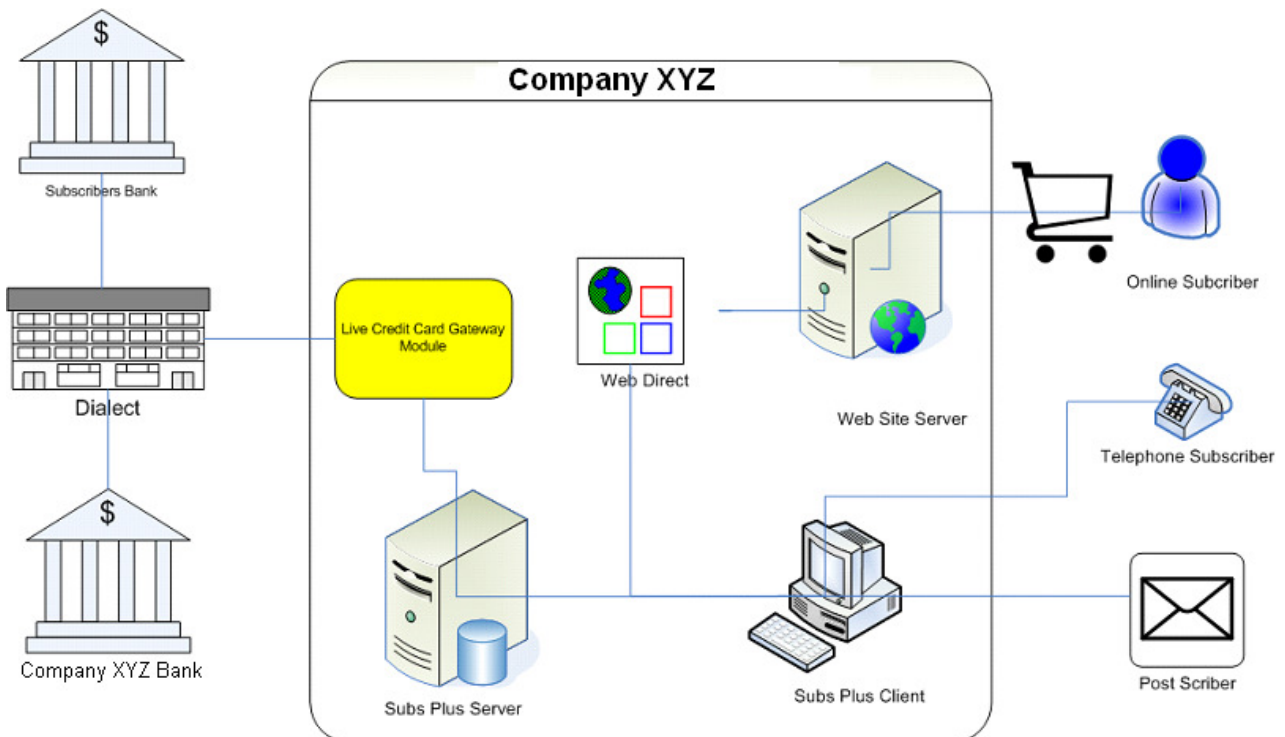 $
Subscribers Bank
Company XYZ
Online Subcriber
Live Credit Card Gateway
Module
Web Direct
Dialect
Web Site Server
Telephone Subscriber
$
Company XYZ Bank
Subs Plus Server
Subs Plus Client
Post Scriber